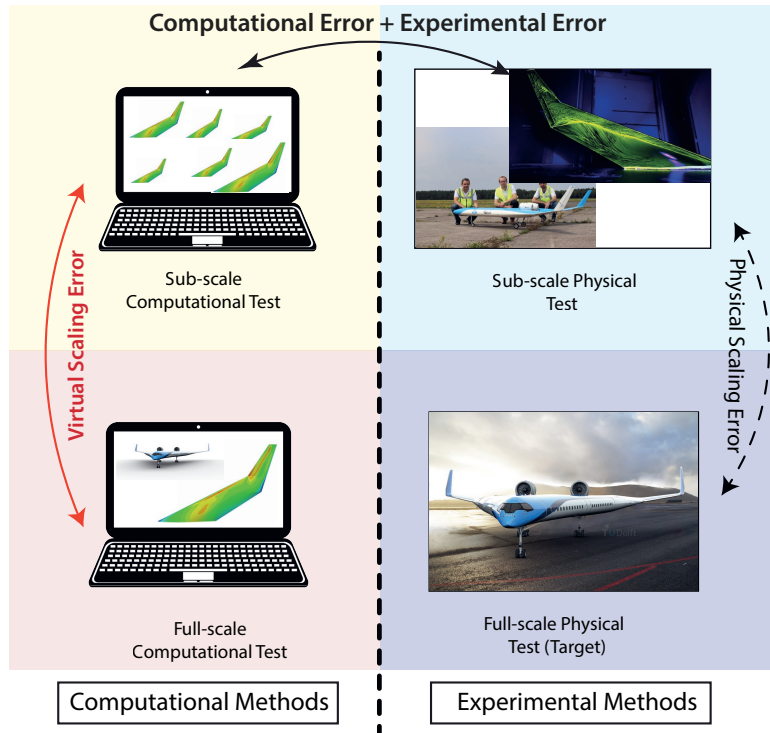 Computational Error + Experimental Error
Sub-scale
Computational Test
Sub-scale Physical
Test
Virtual Scaling Error
Physical Scaling Error
Full-scale
Computational Test
Full-scale Physical
Test (Target)
Computational Methods
Experimental Methods